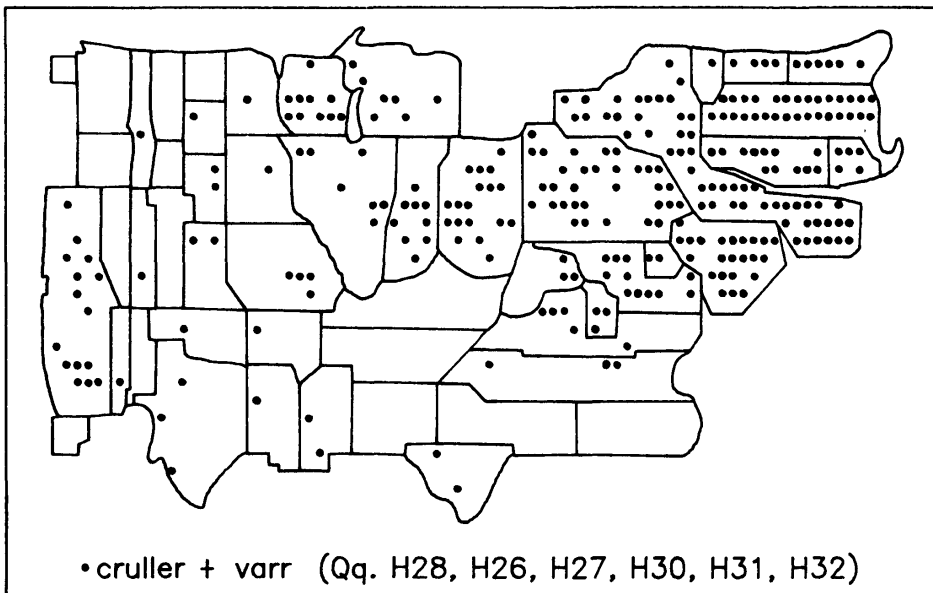 • cruller + varr (Qq. H28, H26, H27, H30, H31, H32)